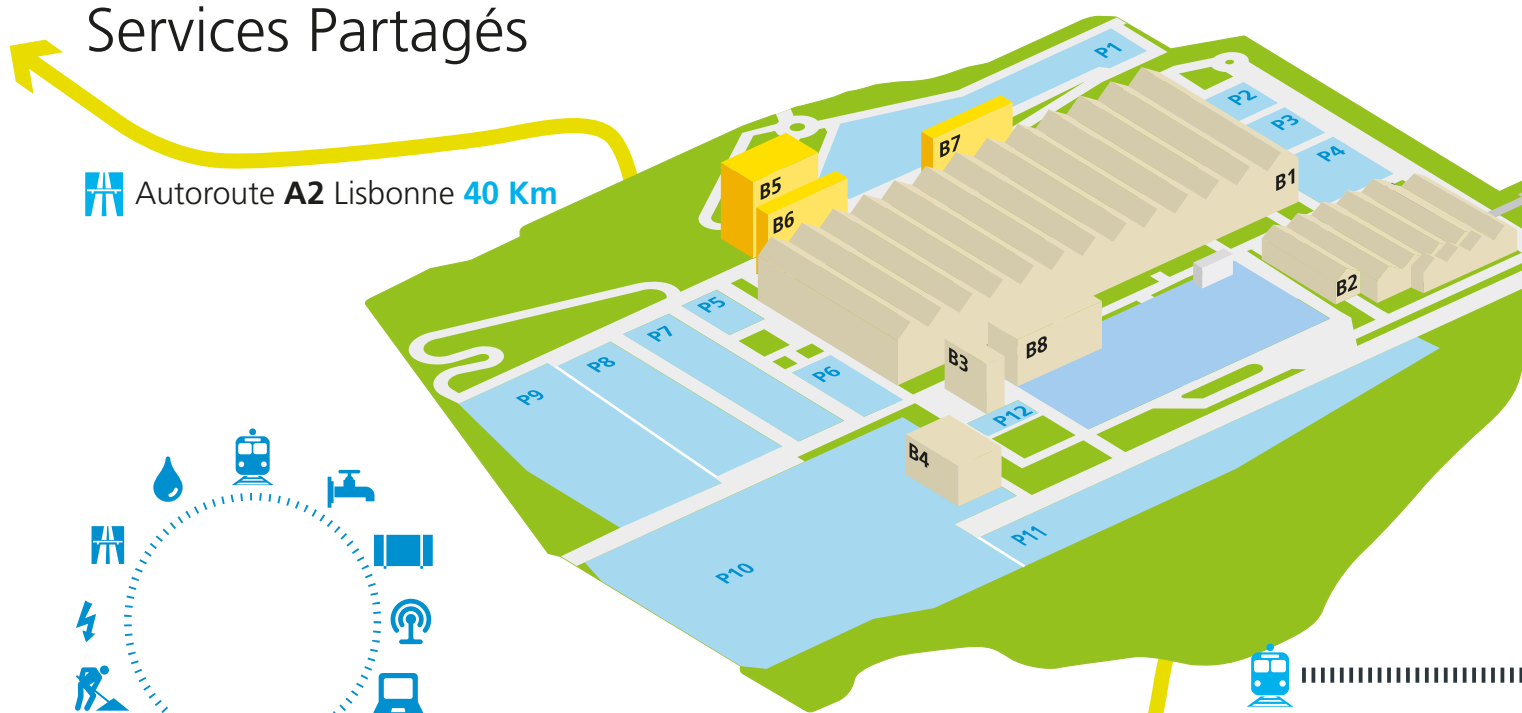 Services Partagés
Autoroute A2 Lisbonne 40 Km
P1
P2
P3
P4
B7
B5
B6
B1
B2
P5
P7
P8
P9
P6
B3
B8
P12
B4
P11
P10